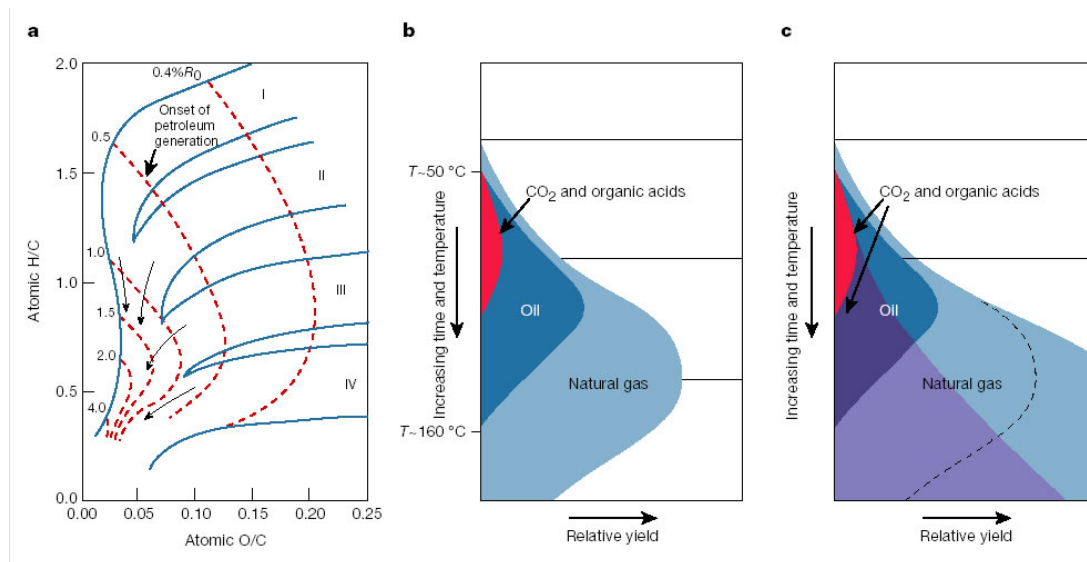 a
2.0
1.5
1.0
0.5
0.0
Atomic H/C
0.00
0.05
0.10
0.15
0.20
0.25
Atomic O/C
0.4%R0
Onset of
petroleum
generation
0.5
1.0
1.5
2.0
4.0
I
II
III
IV
b
T~50 °C
T~160 °C
Increasing time and temperature
CO2 and organic acids
Oil
Natural gas
Relative yield
c
Increasing time and temperature
CO2 and organic acids
Oil
Natural gas
Relative yield